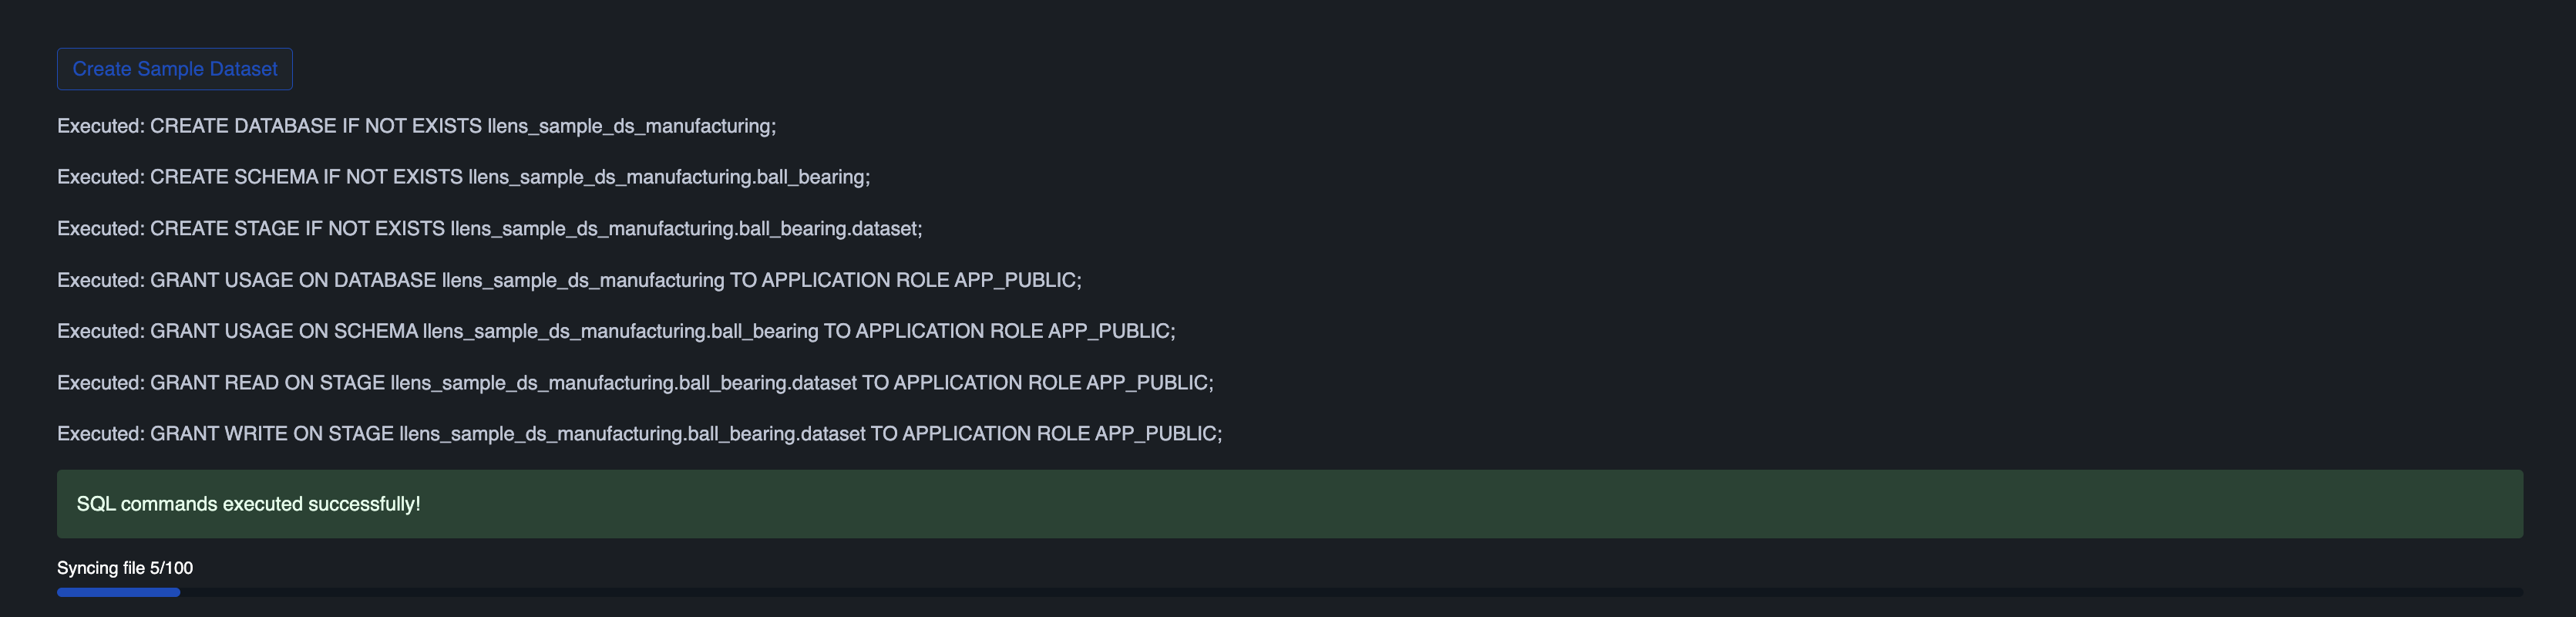 Create Sample Dataset
Executed: CREATE DATABASE IF NOT EXISTS llens_sample_ds_manufacturing;
Executed: CREATE SCHEMA IF NOT EXISTS llens_sample_ds_manufacturing.ball_bearing;
Executed: CREATE STAGE IF NOT EXISTS llens_sample_ds_manufacturing.ball_bearing.dataset;
Executed: GRANT USAGE ON DATABASE llens_sample_ds_manufacturing TO APPLICATION ROLE APP_PUBLIC;
Executed: GRANT USAGE ON SCHEMA llens_sample_ds_manufacturing.ball_bearing TO APPLICATION ROLE APP_PUBLIC;
Executed: GRANT READ ON STAGE llens_sample_ds_manufacturing.ball_bearing.dataset TO APPLICATION ROLE APP_PUBLIC;
Executed: GRANT WRITE ON STAGE llens_sample_ds_manufacturing.ball_bearing.dataset TO APPLICATION ROLE APP_PUBLIC;
SQL commands executed successfully!
Syncing file 5/100